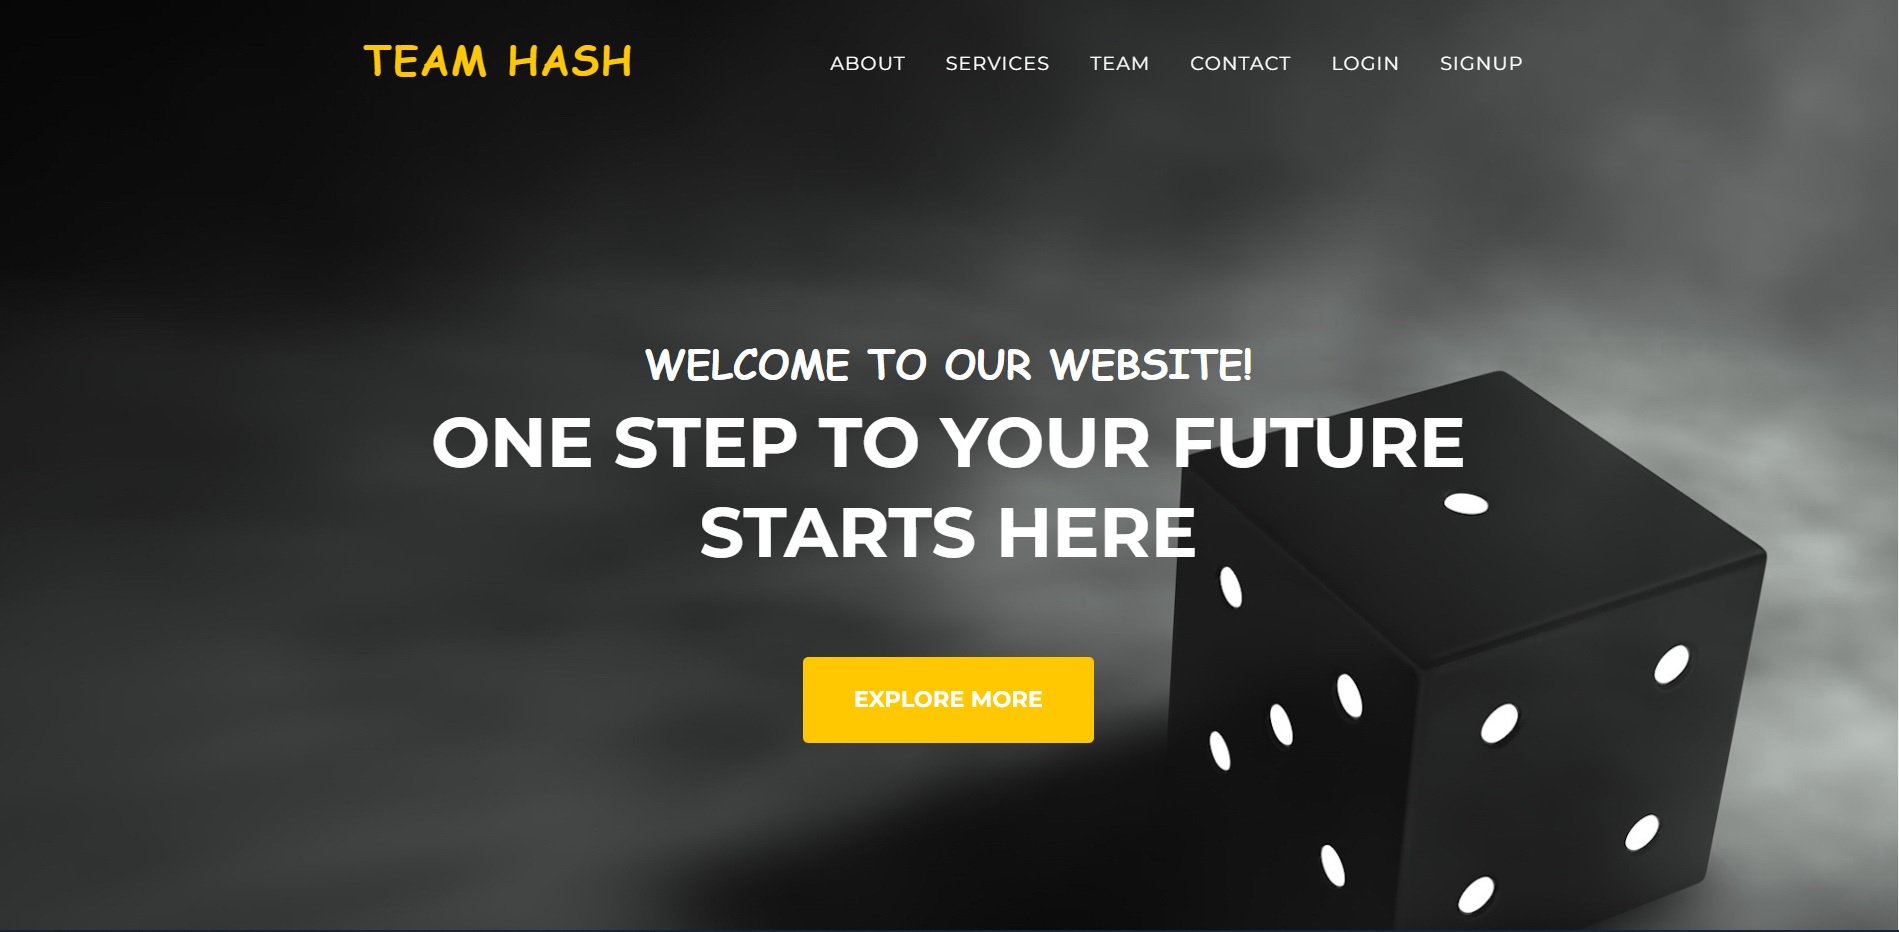 TEAM HASH
ABOUT SERVICES TEAM CONTACT LOGIN SIGNUP
WELCOME TO OUR WEBSITE!
ONE STEP TO YOUR FUTURE
STARTS HERE
EXPLORE MORE